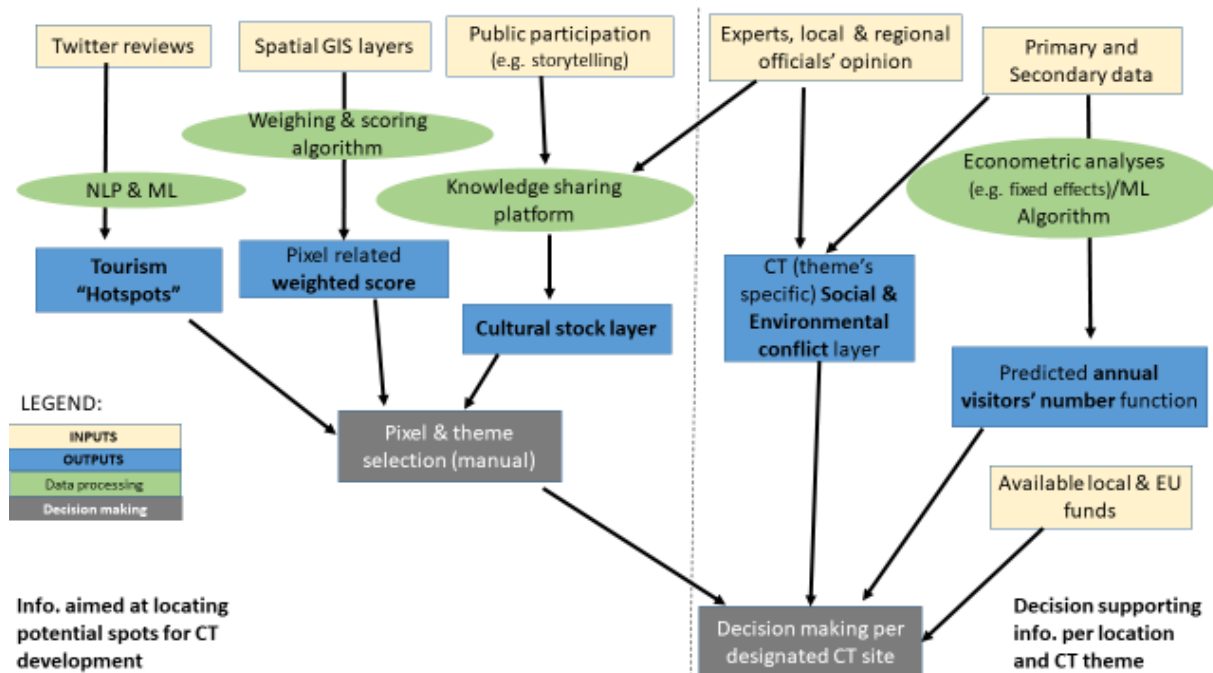 Twitter reviews
Spatial GIS layers
Public participation
(e.g. storytelling)
Experts, local & regional
officials' opinion
Primary and
Secondary data
Weighing & scoring
algorithm
NLP & ML
Knowledge sharing
platform
Econometric analyses
(e.g. fixed effects)/ML
Algorithm
Tourism
“Hotspots”
Pixel related
weighted score
Cultural stock layer
CT (theme's
specific) Social &
Environmental
conflict layer
Predicted annual
visitors' number function
LEGEND:
INPUTS
OUTPUTS
Data processing
Decision making
Pixel & theme
selection (manual)
Available local & EU
funds
Info. aimed at locating
potential spots for CT
development
Decision making per
designated CT site
Decision supporting
info. per location
and CT theme